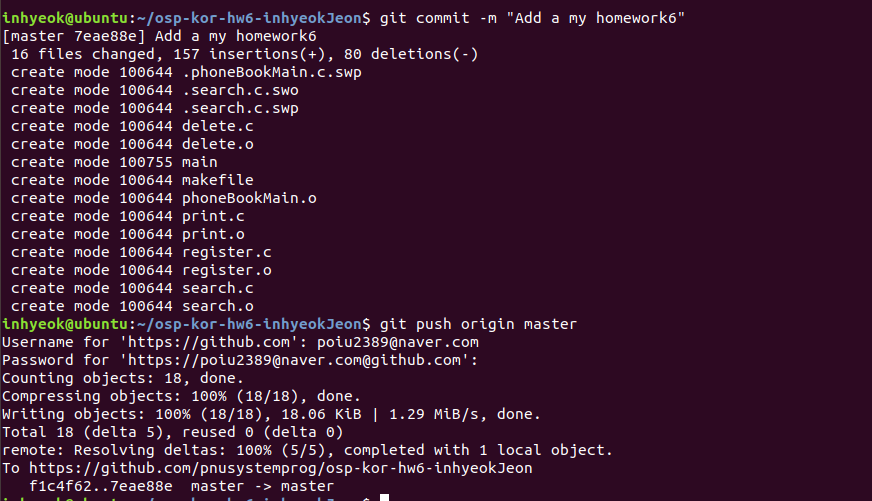 inhyeok@ubuntu:~/osp-kor-hw6-inhyeokJeon$ git commit -m "Add a my homework6"
[master 7eae88e] Add a my homework6
 16 files changed, 157 insertions(+), 80 deletions(-)
 create mode 100644 .phoneBookMain.c.swp
 create mode 100644 .search.c.swo
 create mode 100644 .search.c.swp
 create mode 100644 delete.c
 create mode 100644 delete.o
 create mode 100755 main
 create mode 100644 makefile
 create mode 100644 phoneBookMain.o
 create mode 100644 print.c
 create mode 100644 print.o
 create mode 100644 register.c
 create mode 100644 register.o
 create mode 100644 search.c
 create mode 100644 search.o
inhyeok@ubuntu:~/osp-kor-hw6-inhyeokJeon$ git push origin master
Username for 'https://github.com': poiu2389@naver.com
Password for 'https://poiu2389@naver.com@github.com':
Counting objects: 18, done.
Compressing objects: 100% (18/18), done.
Writing objects: 100% (18/18), 18.06 KiB | 1.29 MiB/s, done.
Total 18 (delta 5), reused 0 (delta 0)
remote: Resolving deltas: 100% (5/5), completed with 1 local object.
To https://github.com/pnusystemprog/osp-kor-hw6-inhyeokJeon
   f1c4f62..7eae88e  master -> master
inhyeok@ubuntu:~/osp-kor-hw6-inhyeokJeon$